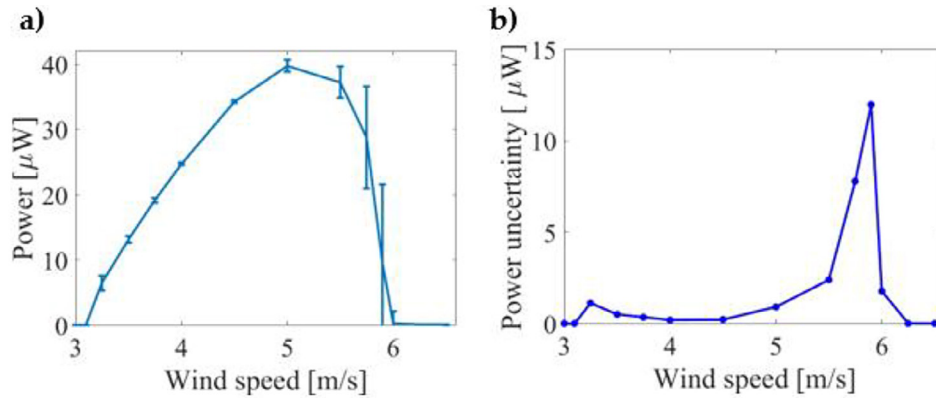 a)
40
30
20
10
0
Power [μW]
3 4 5 6
Wind speed [m/s]
b)
15
10
5
0
Power uncertainty [ μW]
3 4 5 6
Wind speed [m/s]